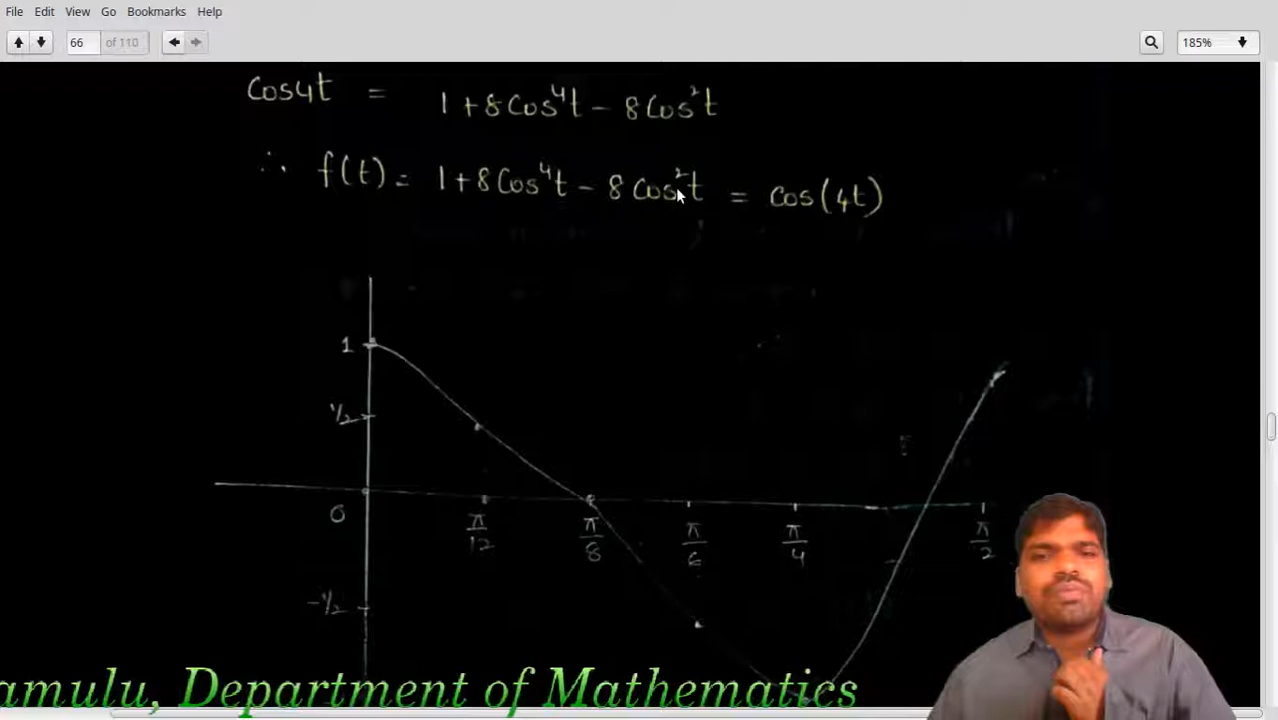 File Edit View Go Bookmarks Help
66 of 110 185%
Cos4t = 1+8Cos⁴t - 8Cos²t
∴ f(t) = 1+8Cos⁴t - 8Cos²t = Cos(4t)
1
1/2
0
π/12 π/8 π/6 π/4 π/2
-1/2
amulu, Department of Mathematics